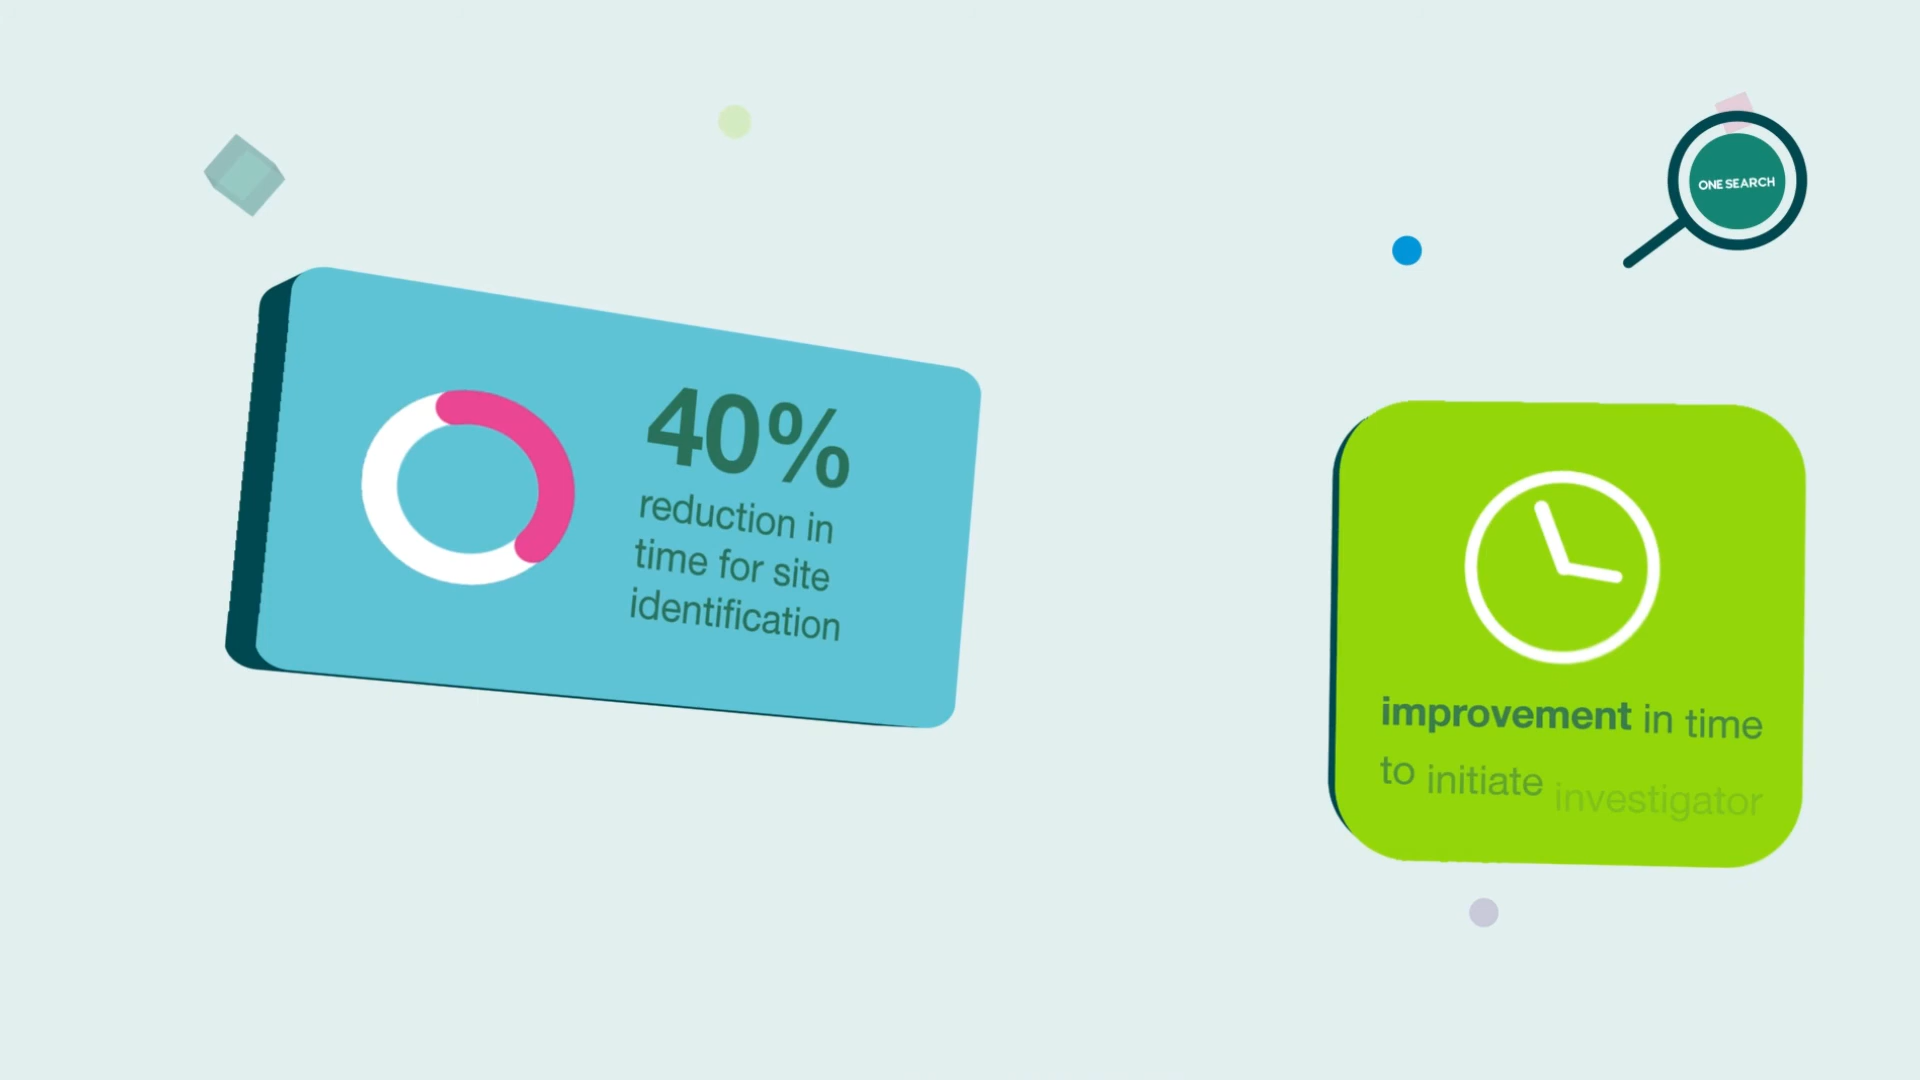 ONE SEARCH
40%
reduction in
time for site
identification
improvement in time
to initiate investigator